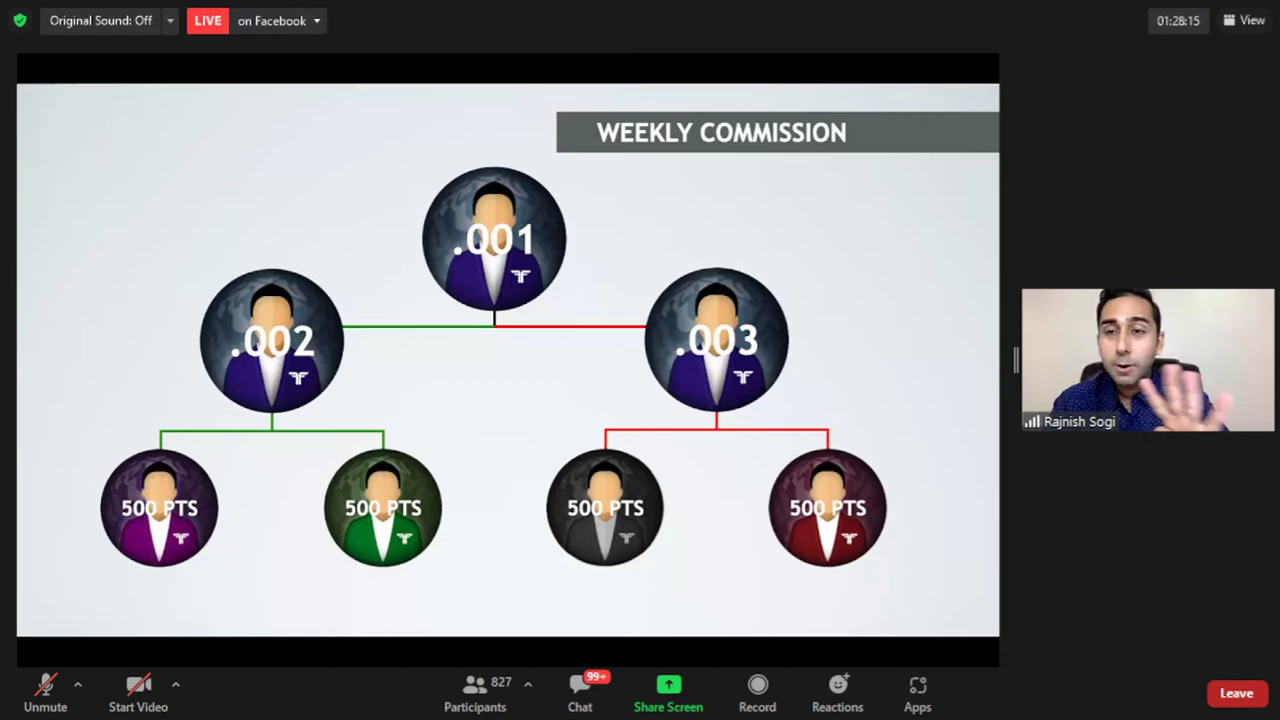 Original Sound: Off
LIVE on Facebook
01:28:15
View
WEEKLY COMMISSION
.001
.002
.003
500 PTS
500 PTS
500 PTS
500 PTS
Rajnish Sogi
827
99+
Unmute
Start Video
Participants
Chat
Share Screen
Record
Reactions
Apps
Leave